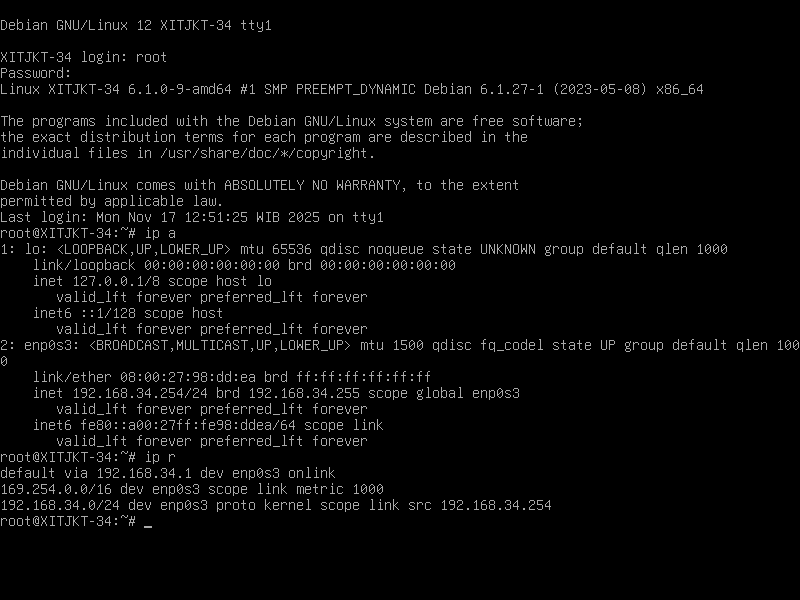 Debian GNU/Linux 12 XITJKT-34 tty1
XITJKT-34 login: root
Password:
Linux XITJKT-34 6.1.0-9-amd64 #1 SMP PREEMPT_DYNAMIC Debian 6.1.27-1 (2023-05-08) x86_64
The programs included with the Debian GNU/Linux system are free software;
the exact distribution terms for each program are described in the
individual files in /usr/share/doc/*/copyright.
Debian GNU/Linux comes with ABSOLUTELY NO WARRANTY, to the extent
permitted by applicable law.
Last login: Mon Nov 17 12:51:25 WIB 2025 on tty1
root@XITJKT-34:~# ip a
1: lo: <LOOPBACK,UP,LOWER_UP> mtu 65536 qdisc noqueue state UNKNOWN group default qlen 1000
    link/loopback 00:00:00:00:00:00 brd 00:00:00:00:00:00
    inet 127.0.0.1/8 scope host lo
       valid_lft forever preferred_lft forever
    inet6 ::1/128 scope host
       valid_lft forever preferred_lft forever
2: enp0s3: <BROADCAST,MULTICAST,UP,LOWER_UP> mtu 1500 qdisc fq_codel state UP group default qlen 100
0
    link/ether 08:00:27:98:dd:ea brd ff:ff:ff:ff:ff:ff
    inet 192.168.34.254/24 brd 192.168.34.255 scope global enp0s3
       valid_lft forever preferred_lft forever
    inet6 fe80::a00:27ff:fe98:ddea/64 scope link
       valid_lft forever preferred_lft forever
root@XITJKT-34:~# ip r
default via 192.168.34.1 dev enp0s3 onlink
169.254.0.0/16 dev enp0s3 scope link metric 1000
192.168.34.0/24 dev enp0s3 proto kernel scope link src 192.168.34.254
root@XITJKT-34:~# _